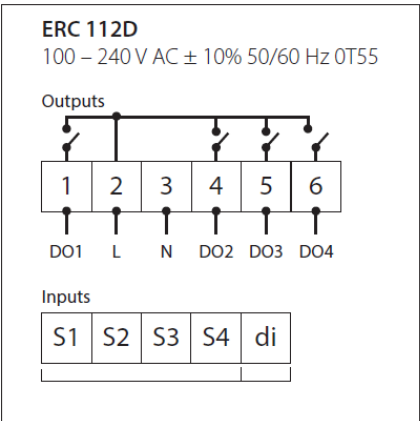 ERC 112D
100 – 240 V AC ± 10% 50/60 Hz 0T55
Outputs
1 2 3 4 5 6
DO1 L N DO2 DO3 DO4
Inputs
S1 S2 S3 S4 di